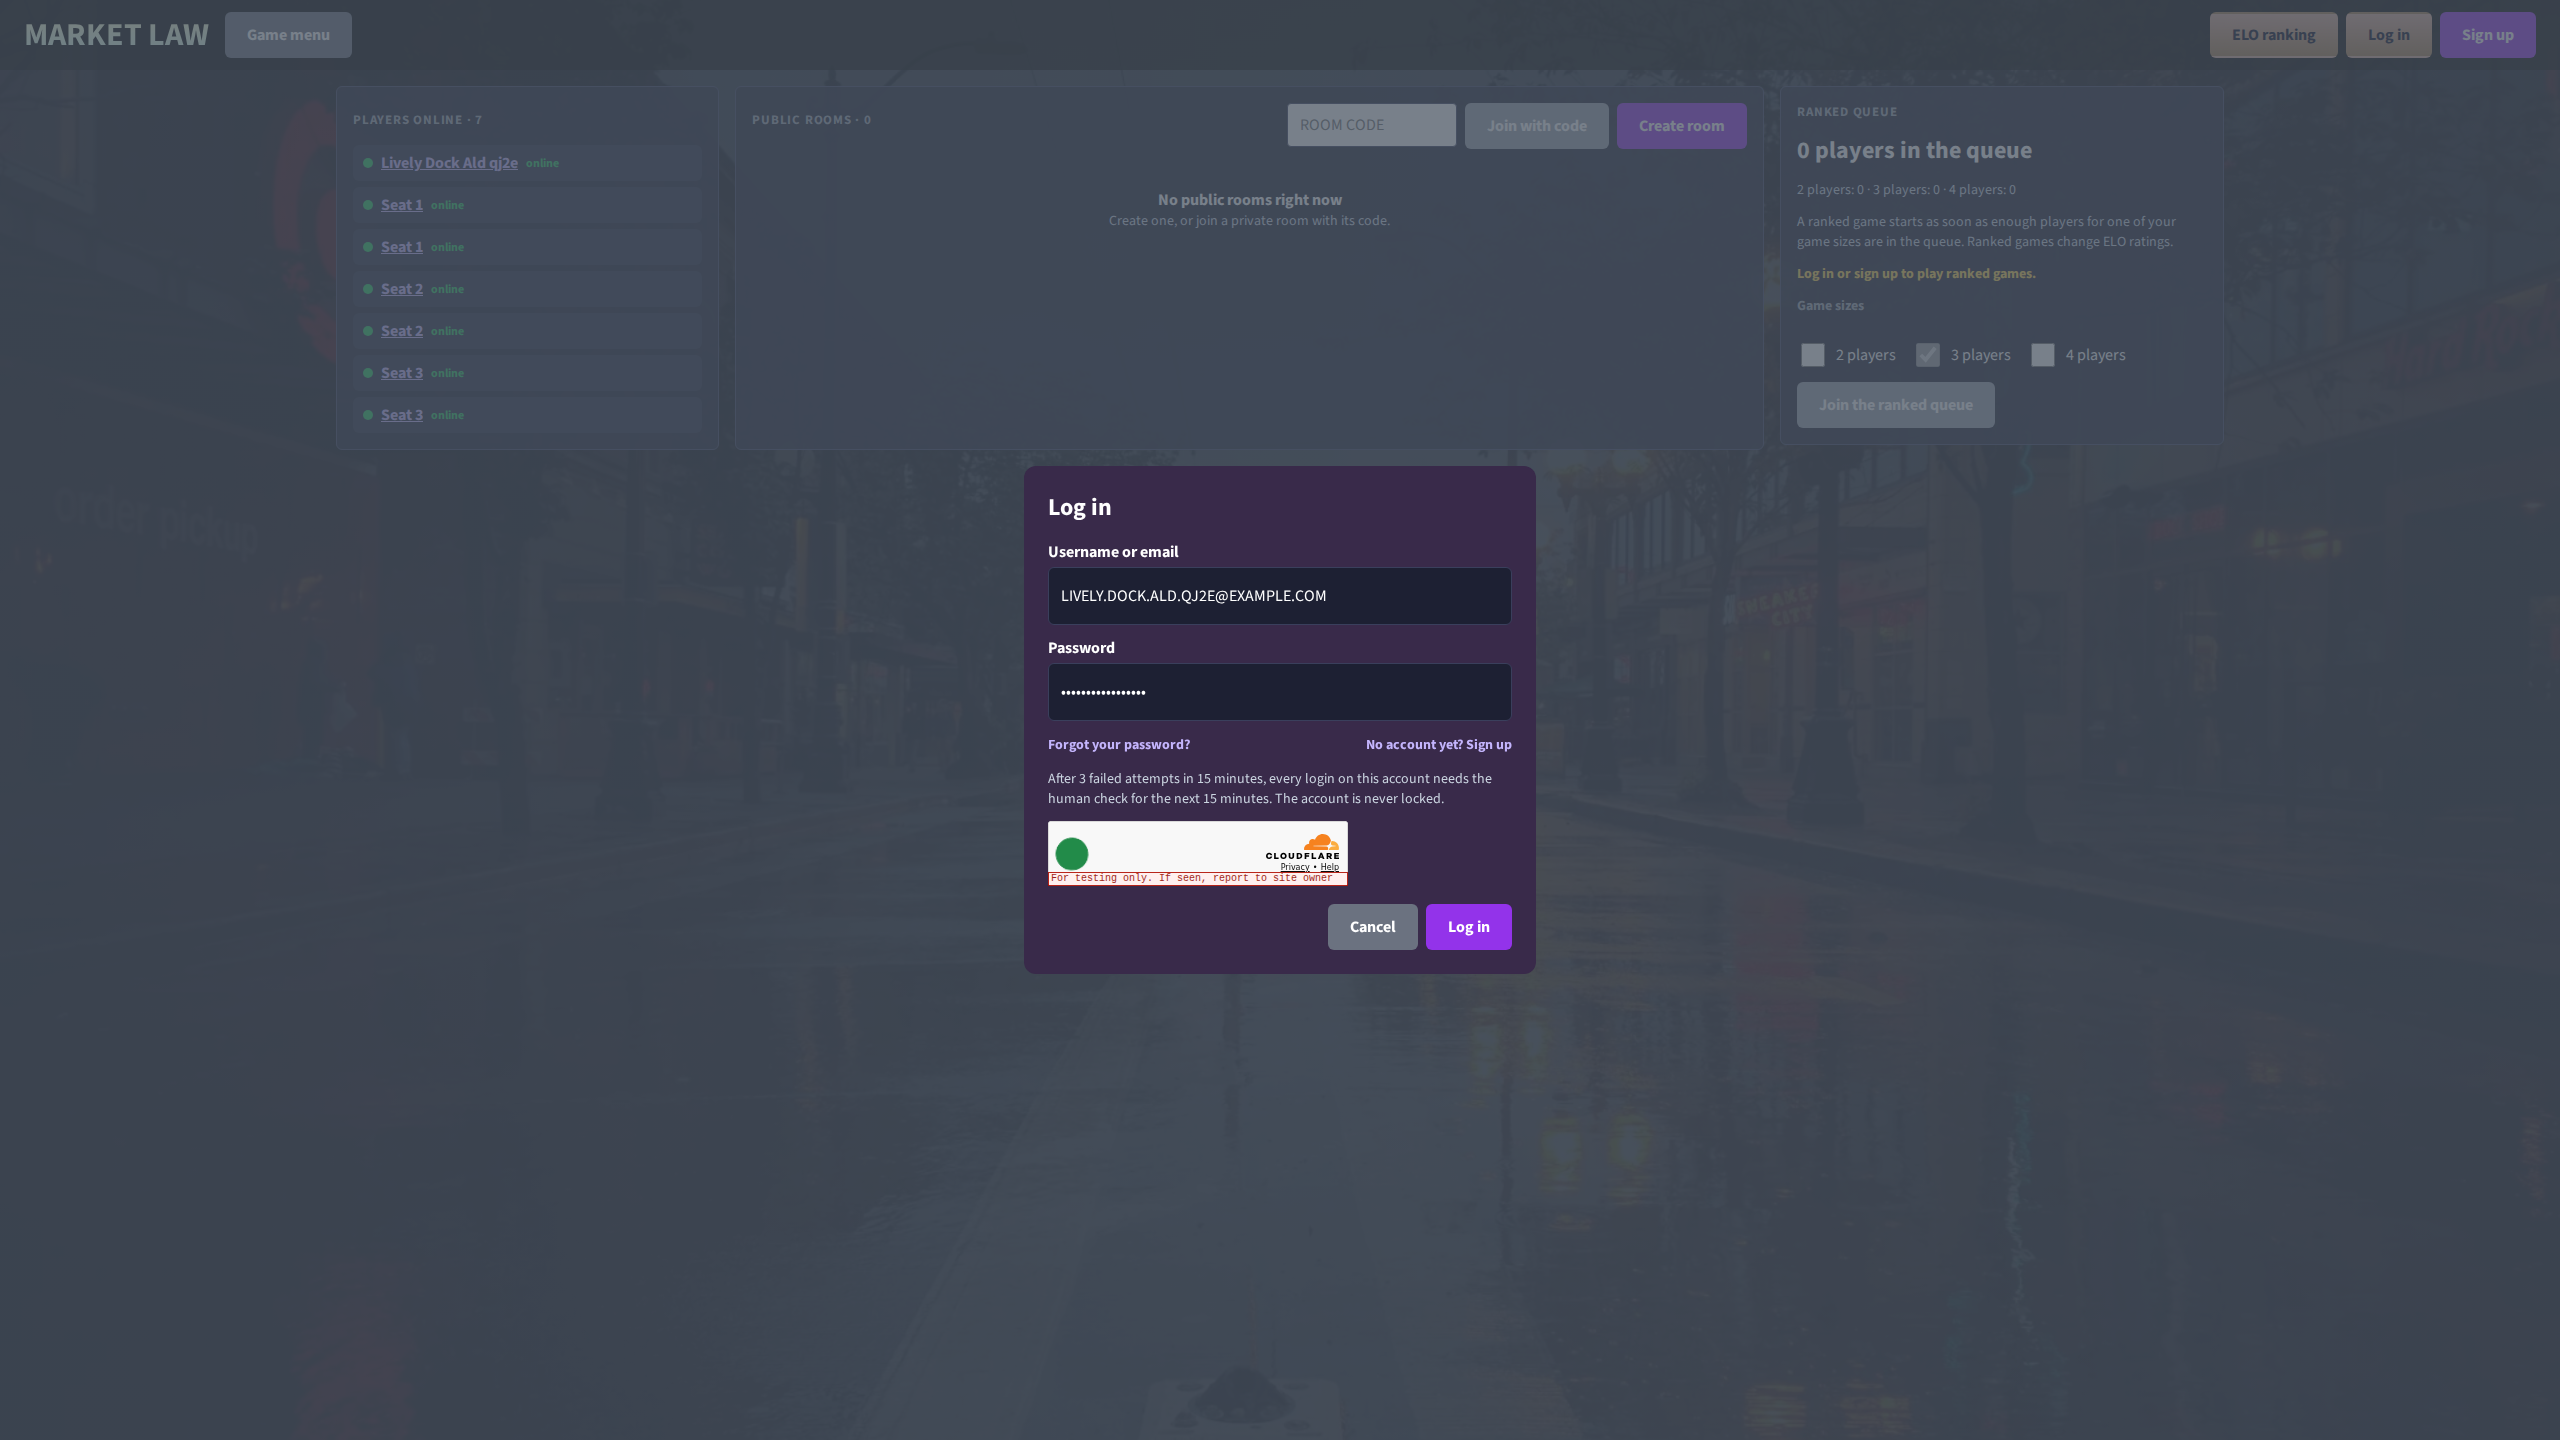 MARKET LAW
Game menu
ELO ranking
Log in
Sign up
PLAYERS ONLINE · 7
Lively Dock Ald qj2e online
Seat 1 online
Seat 1 online
Seat 2 online
Seat 2 online
Seat 3 online
Seat 3 online
PUBLIC ROOMS · 0
ROOM CODE
Join with code
Create room
No public rooms right now
Create one, or join a private room with its code.
RANKED QUEUE
0 players in the queue
2 players: 0 · 3 players: 0 · 4 players: 0
A ranked game starts as soon as enough players for one of your
game sizes are in the queue. Ranked games change ELO ratings.
Log in or sign up to play ranked games.
Game sizes
2 players
3 players
4 players
Join the ranked queue
order pickup
SNEAKER
CITY
Log in
Username or email
LIVELY.DOCK.ALD.QJ2E@EXAMPLE.COM
Password
•••••••••••••••••
Forgot your password?
No account yet? Sign up
After 3 failed attempts in 15 minutes, every login on this account needs the
human check for the next 15 minutes. The account is never locked.
CLOUDFLARE
Privacy • Help
For testing only. If seen, report to site owner
Cancel
Log in